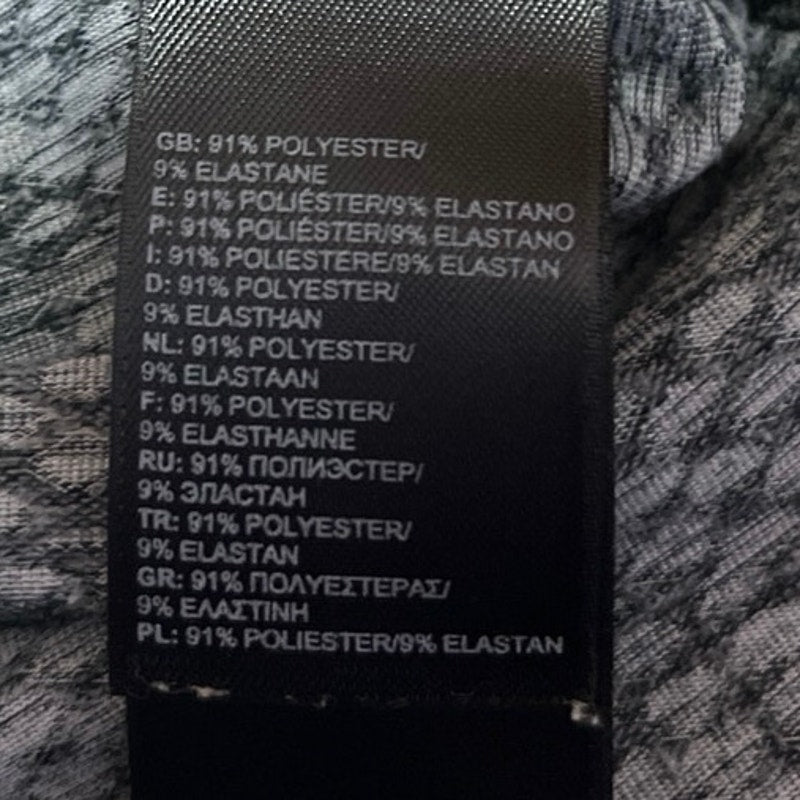 GB: 91% POLYESTER/
9% ELASTANE
E: 91% POLIÉSTER/9% ELASTANO
P: 91% POLIÉSTER/9% ELASTANO
I: 91% POLIESTERE/9% ELASTAN
D: 91% POLYESTER/
9% ELASTHAN
NL: 91% POLYESTER/
9% ELASTAAN
F: 91% POLYESTER/
9% ELASTHANNE
RU: 91% ПОЛИЭСТЕР/
9% ЭЛАСТАН
TR: 91% POLYESTER/
9% ELASTAN
GR: 91% ΠΟΛΥΕΣΤΕΡΑΣ/
9% ΕΛΑΣΤΙΝΗ
PL: 91% POLIESTER/9% ELASTAN